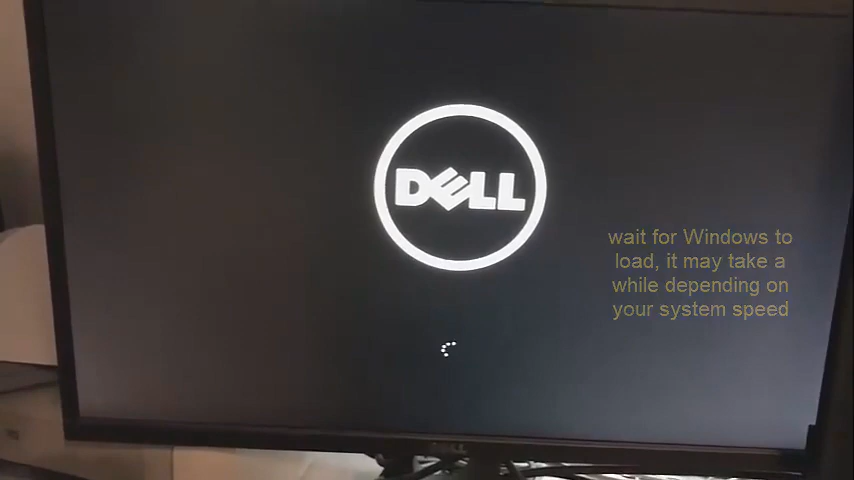 DELL
wait for Windows to
load, it may take a
while depending on
your system speed